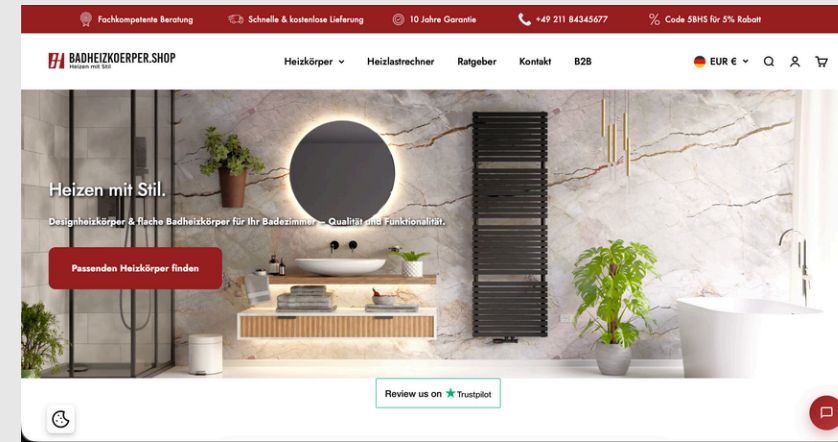 Fachkompetente Beratung
Schnelle & kostenlose Lieferung
10 Jahre Garantie
+49 211 84345677
Code 5BHS für 5% Rabatt
BADHEIZKOERPER.SHOP
Heizen mit Stil
Heizkörper
Heizlastrechner
Ratgeber
Kontakt
B2B
EUR €
Heizen mit Stil.
Designheizkörper & flache Badheizkörper für Ihr Badezimmer – Qualität und Funktionalität.
Passenden Heizkörper finden
Review us on Trustpilot